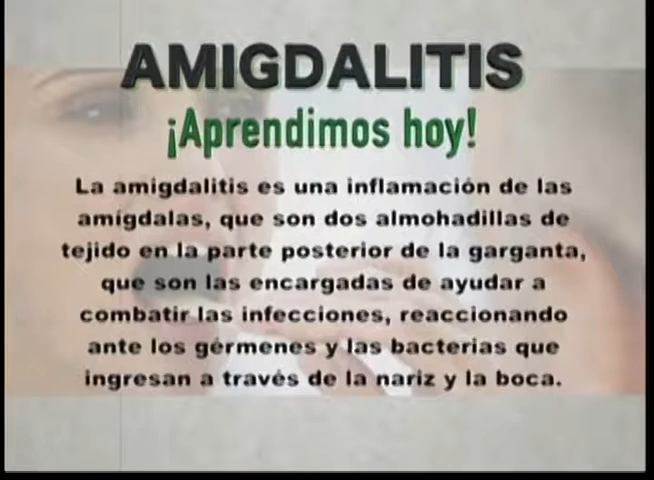 AMIGDALITIS
¡Aprendimos hoy!
La amigdalitis es una inflamación de las
amígdalas, que son dos almohadillas de
tejido en la parte posterior de la garganta,
que son las encargadas de ayudar a
combatir las infecciones, reaccionando
ante los gérmenes y las bacterias que
ingresan a través de la nariz y la boca.